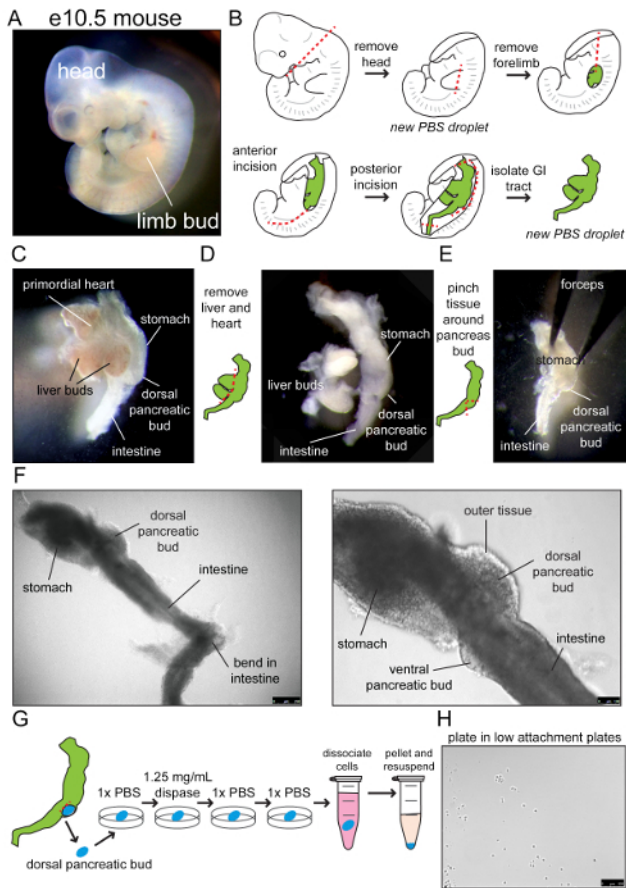 A
e10.5 mouse
head
limb bud
B
remove
head
new PBS droplet
remove
forelimb
anterior
incision
posterior
incision
isolate GI
tract
new PBS droplet
C
primordial heart
stomach
liver buds
dorsal
pancreatic
bud
intestine
D
remove
liver and
heart
stomach
liver buds
dorsal
pancreatic
bud
intestine
E
pinch
tissue
around
pancreas
bud
forceps
stomach
dorsal
pancreatic
bud
intestine
F
dorsal
pancreatic
bud
stomach
intestine
bend in
intestine
outer tissue
dorsal
pancreatic
bud
stomach
intestine
ventral
pancreatic bud
G
dorsal pancreatic bud
1x PBS
1.25 mg/mL
dispase
1x PBS
1x PBS
dissociate
cells
pellet and
resuspend
H
plate in low attachment plates